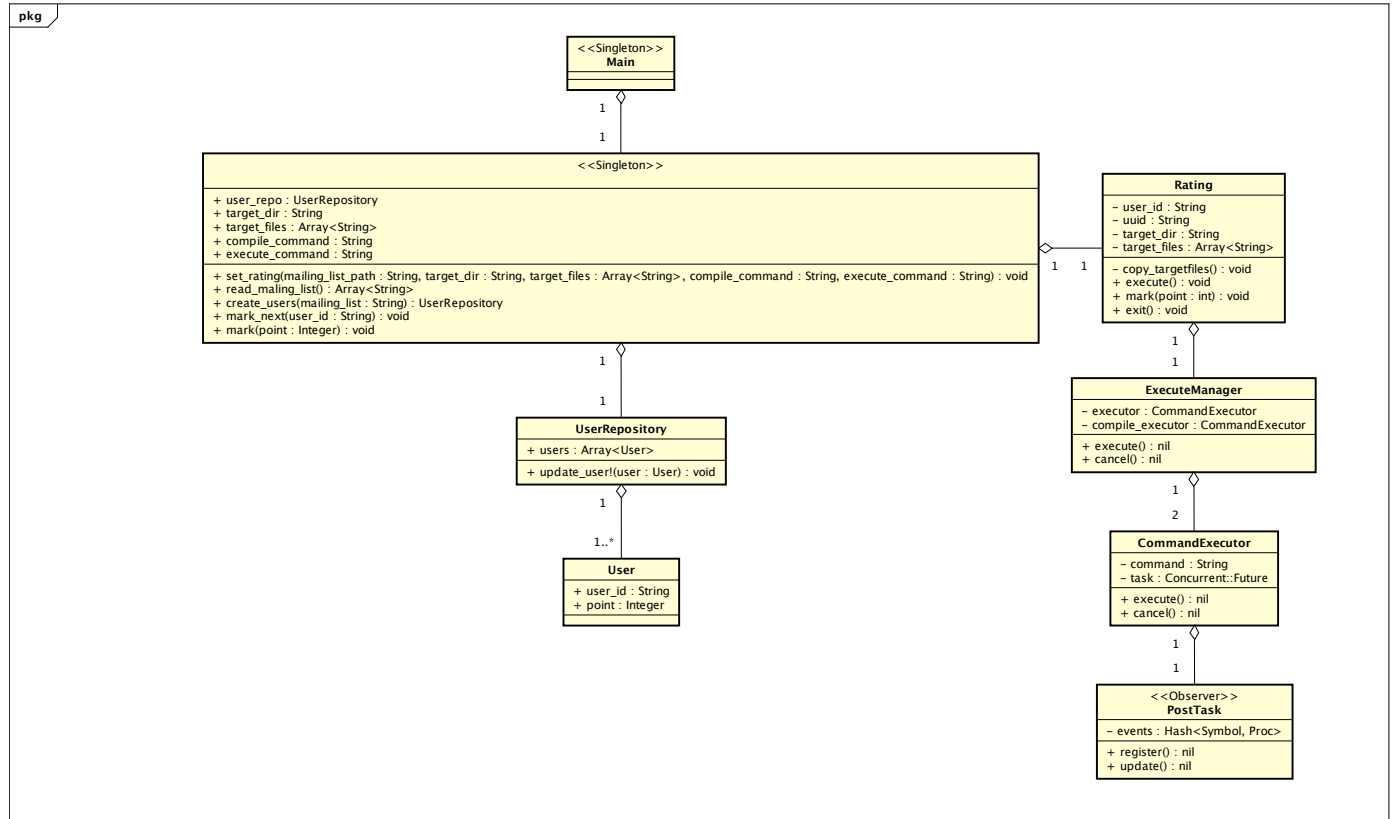 pkg
<<Singleton>>
Main
1
1
<<Singleton>>
+ user_repo : UserRepository
+ target_dir : String
+ target_files : Array<String>
+ compile_command : String
+ execute_command : String
+ set_rating(mailing_list_path : String, target_dir : String, target_files : Array<String>, compile_command : String, execute_command : String) : void
+ read_maling_list() : Array<String>
+ create_users(mailing_list : String) : UserRepository
+ mark_next(user_id : String) : void
+ mark(point : Integer) : void
1
1
Rating
- user_id : String
- uuid : String
- target_dir : String
- target_files : Array<String>
- copy_targetfiles() : void
+ execute() : void
+ mark(point : int) : void
+ exit() : void
1
1
UserRepository
+ users : Array<User>
+ update_user!(user : User) : void
1
1..*
User
+ user_id : String
+ point : Integer
1
1
ExecuteManager
- executor : CommandExecutor
- compile_executor : CommandExecutor
+ execute() : nil
+ cancel() : nil
1
2
CommandExecutor
- command : String
- task : Concurrent::Future
+ execute() : nil
+ cancel() : nil
1
1
<<Observer>>
PostTask
- events : Hash<Symbol, Proc>
+ register() : nil
+ update() : nil